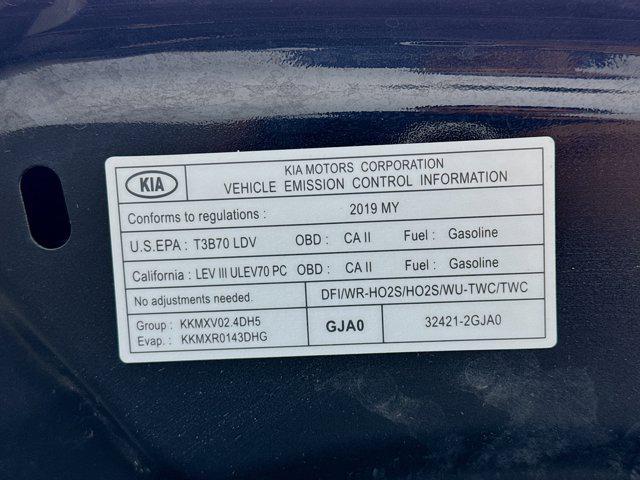 KIA
KIA MOTORS CORPORATION
VEHICLE EMISSION CONTROL INFORMATION
Conforms to regulations : 2019 MY
U.S.EPA : T3B70 LDV OBD : CA II Fuel : Gasoline
California : LEV III ULEV70 PC OBD : CA II Fuel : Gasoline
No adjustments needed. DFI/WR-HO2S/HO2S/WU-TWC/TWC
Group : KKMXV02.4DH5
Evap. : KKMXR0143DHG
GJA0
32421-2GJA0